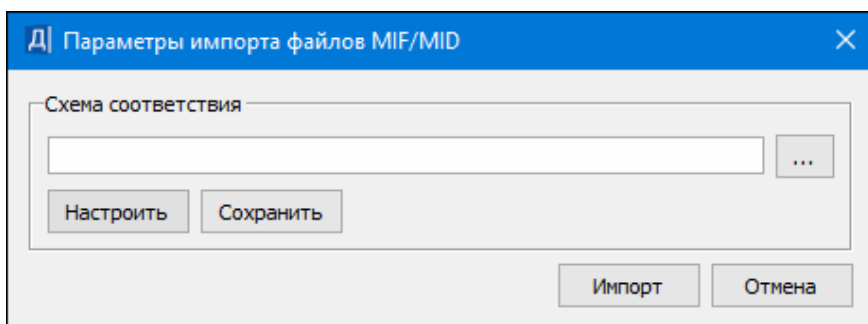 Д Параметры импорта файлов MIF/MID
Схема соответствия
...
Настроить Сохранить
Импорт Отмена